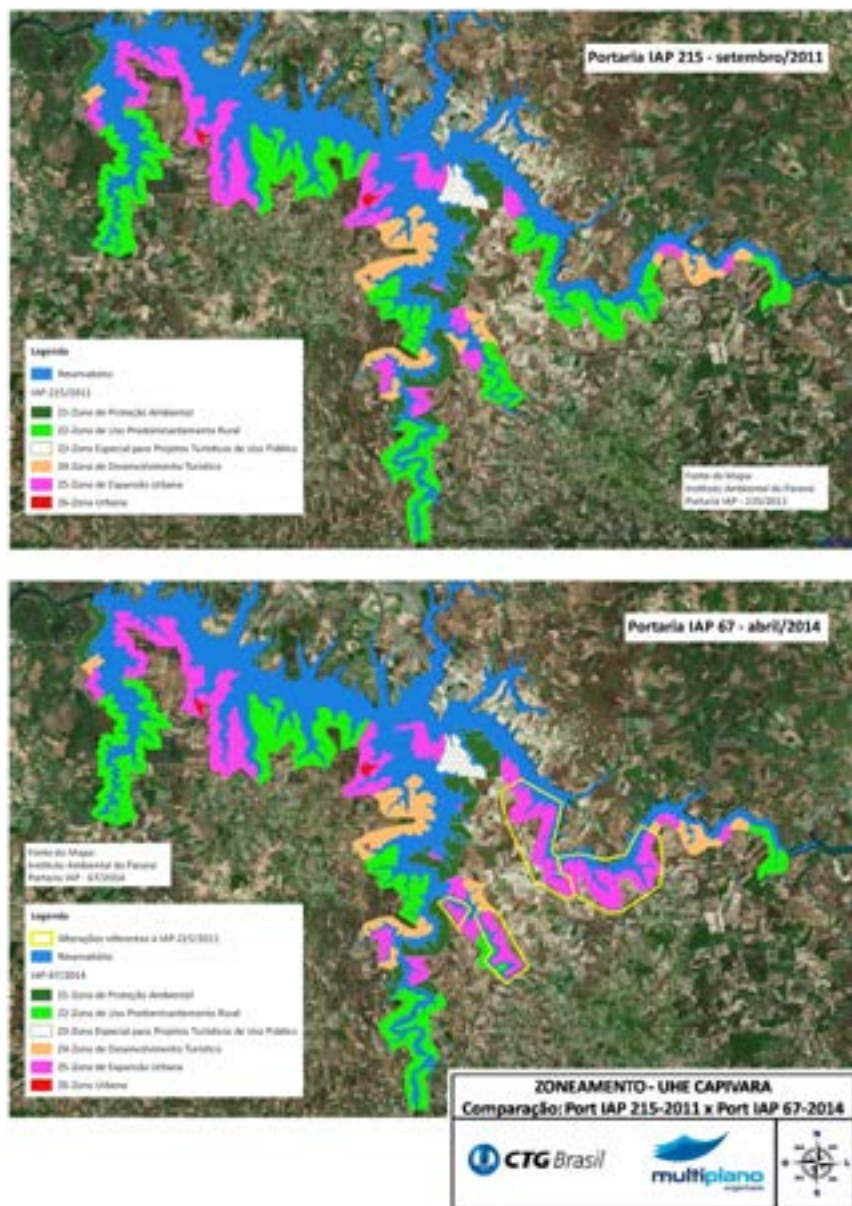 Portaria IAP 215 - setembro/2011
Legenda
Reservatório
IAP-215/2011
Z1-Zona de Proteção Ambiental
Z2-Zona de Uso Predominantemente Rural
Z3-Zona Especial para Projetos Turísticos de Uso Público
Z4-Zona de Desenvolvimento Turístico
Z5-Zona de Expansão Urbana
Z6-Zona Urbana
Fonte do Mapa:
Instituto Ambiental do Paraná
Portaria IAP - 215/2011
Portaria IAP 67 - abril/2014
Fonte do Mapa:
Instituto Ambiental do Paraná
Portaria IAP - 67/2014
Legenda
Alterações referentes à IAP-215/2011
Reservatório
IAP-67/2014
Z1-Zona de Proteção Ambiental
Z2-Zona de Uso Predominantemente Rural
Z3-Zona Especial para Projetos Turísticos de Uso Público
Z4-Zona de Desenvolvimento Turístico
Z5-Zona de Expansão Urbana
Z6-Zona Urbana
ZONEAMENTO - UHE CAPIVARA
Comparação: Port IAP 215-2011 x Port IAP 67-2014
CTG Brasil
multiplano
engenharia
N
O L
S